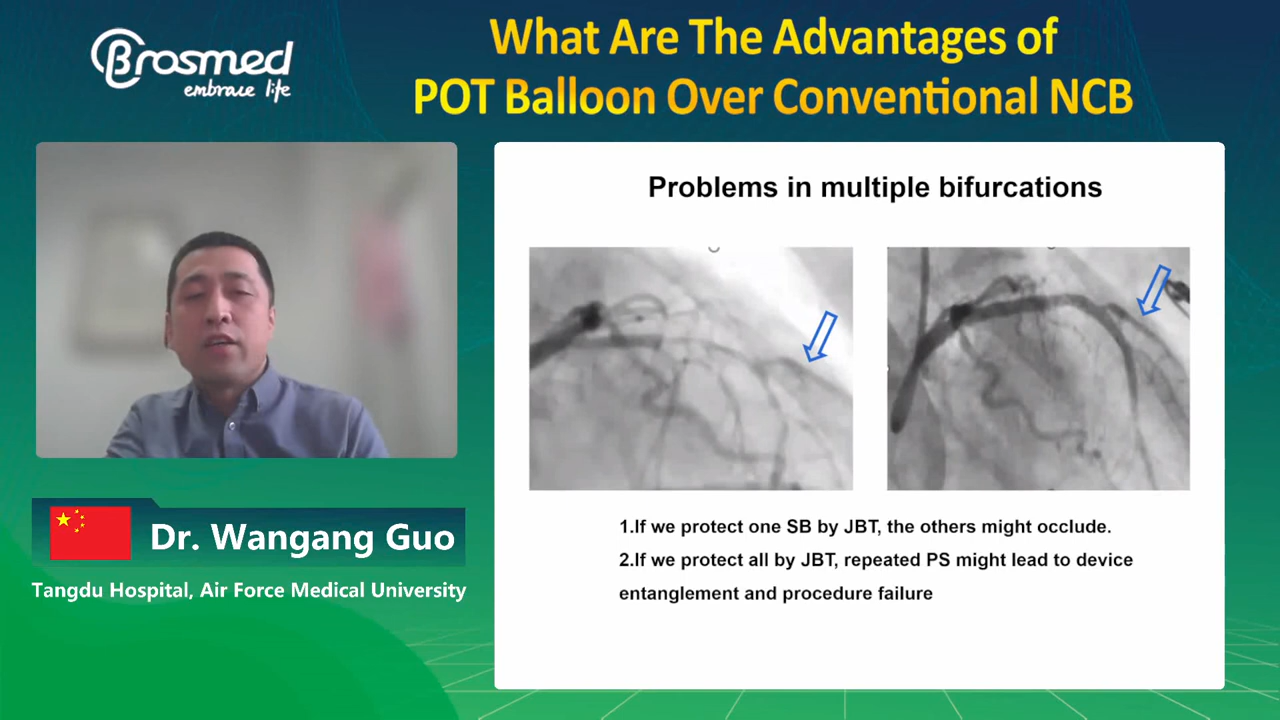 Brosmed
embrace life
What Are The Advantages of
POT Balloon Over Conventional NCB
Problems in multiple bifurcations
1.If we protect one SB by JBT, the others might occlude.
2.If we protect all by JBT, repeated PS might lead to device
entanglement and procedure failure
Dr. Wangang Guo
Tangdu Hospital, Air Force Medical University